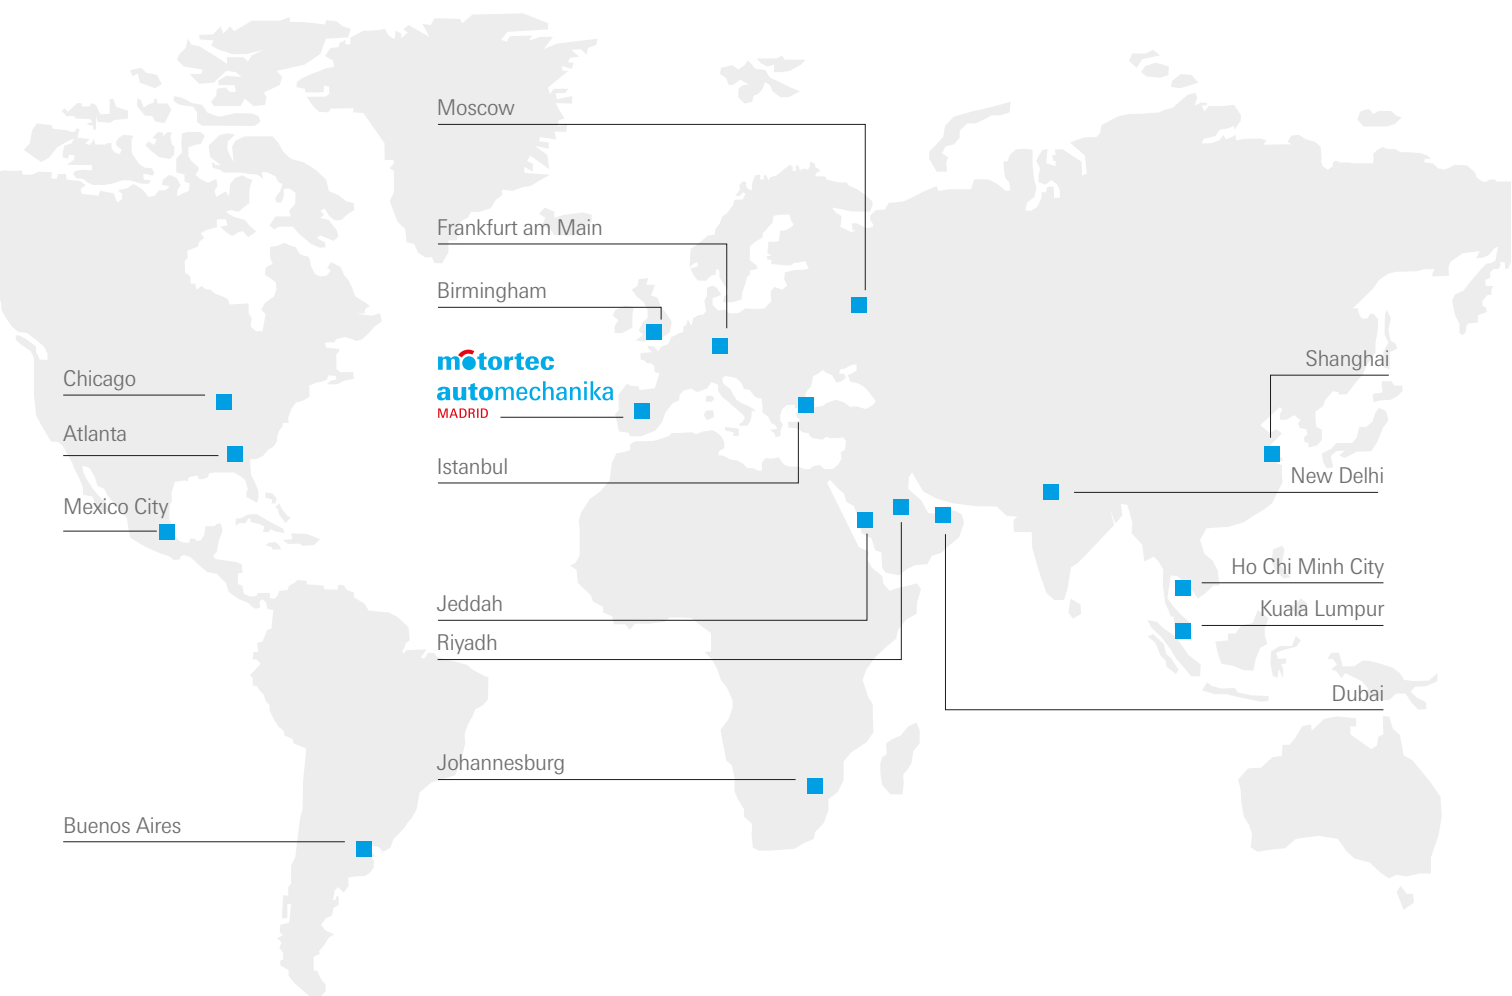 Moscow
Frankfurt am Main
Birmingham
motortec
automechanika
MADRID
Istanbul
Chicago
Atlanta
Mexico City
Shanghai
New Delhi
Ho Chi Minh City
Kuala Lumpur
Dubai
Jeddah
Riyadh
Johannesburg
Buenos Aires